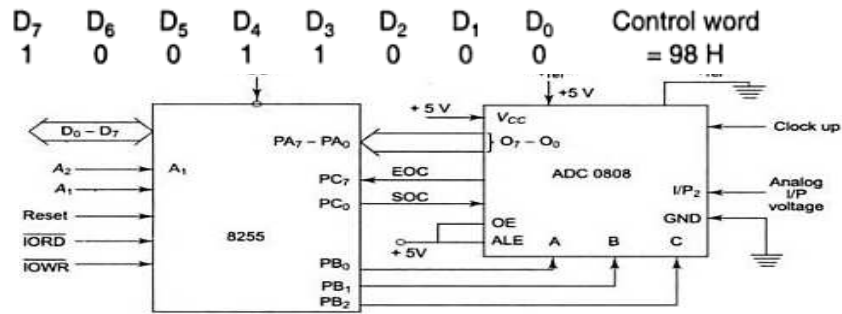 D7 D6 D5 D4 D3 D2 D1 D0 Control word
1 0 0 1 1 0 0 0 = 98 H
+5 V
+ 5 V
VCC
D0 – D7
PA7 – PA0
O7 – O0
Clock up
A2
A1
A1
PC7
EOC
ADC 0808
PC0
SOC
I/P2
Analog
I/P
voltage
Reset
GND
IORD
8255
OE
ALE
A B C
IOWR
+ 5V
PB0
PB1
PB2